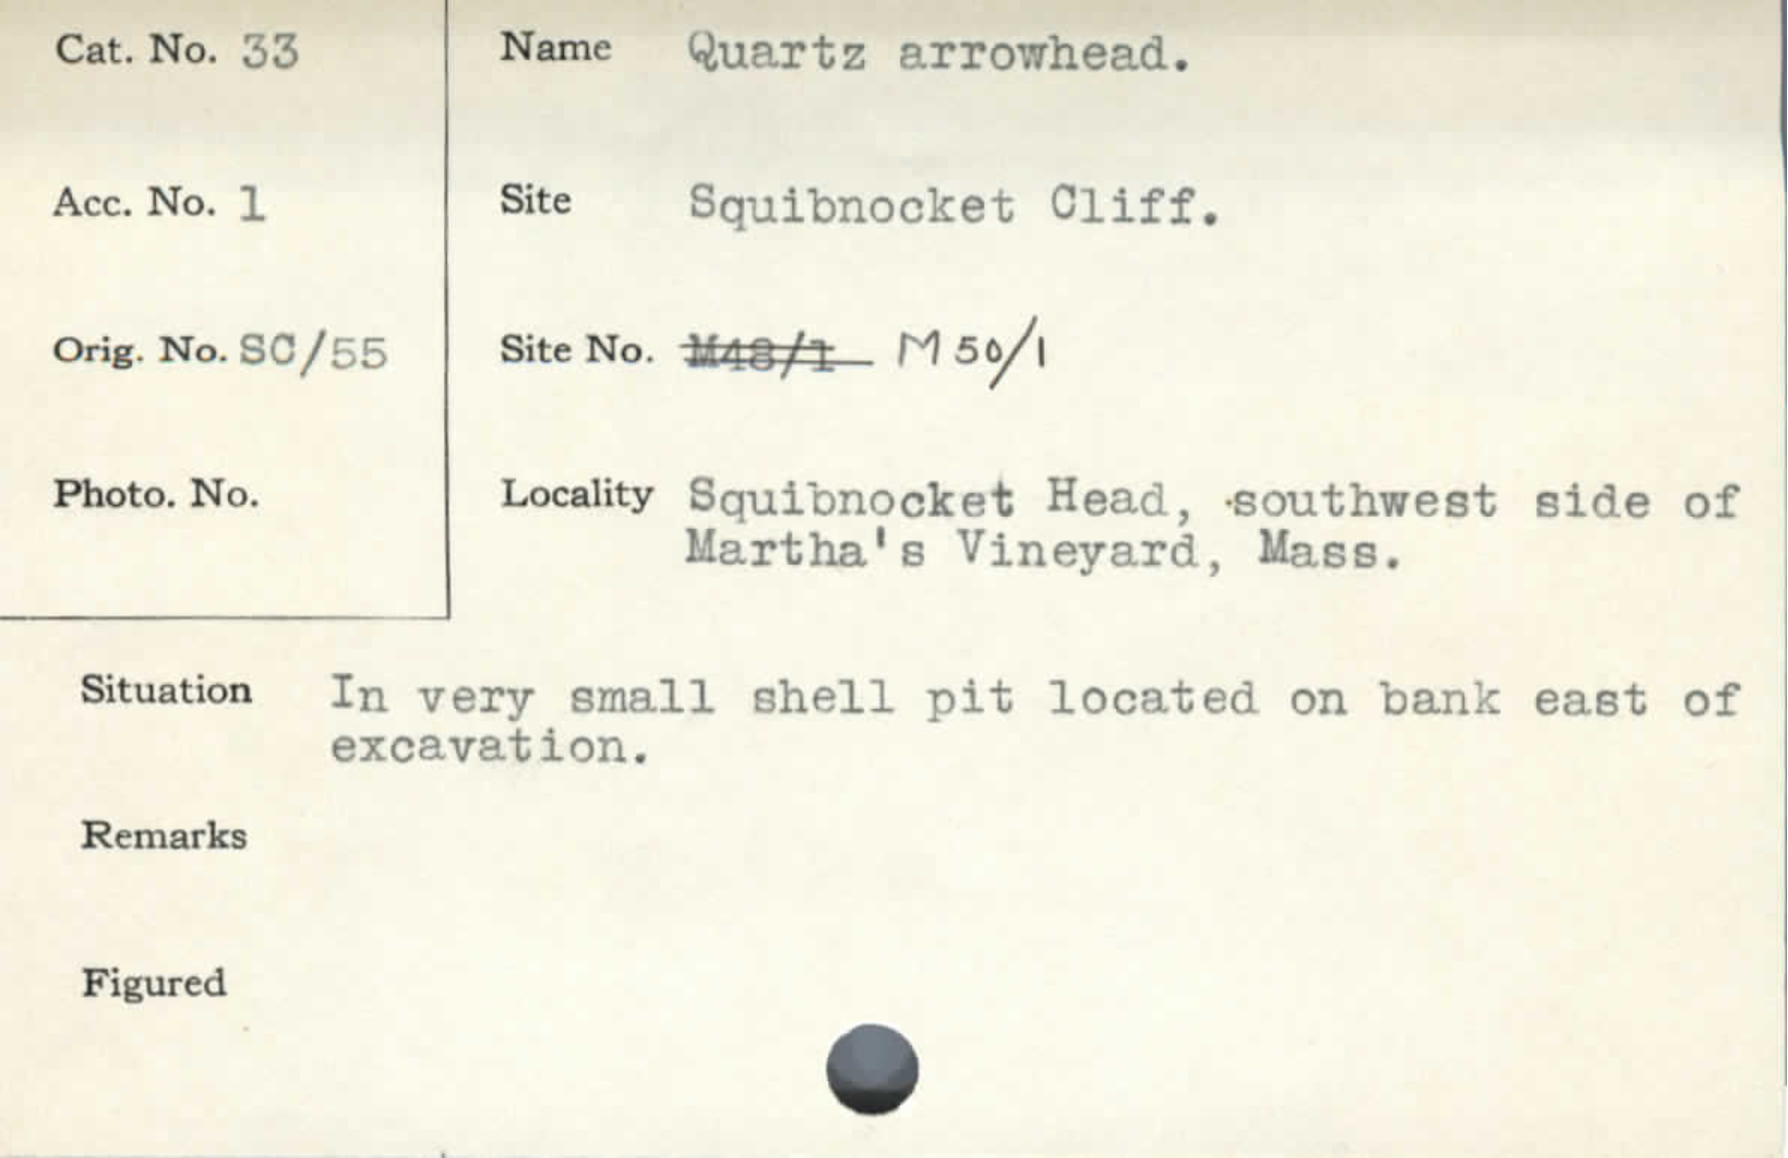 Cat. No. 33
Acc. No. 1
Orig. No. SC/55
Photo. No.
Name Quartz arrowhead.
Site Squibnocket Cliff.
Site No. M48/1 M50/1
Locality Squibnocket Head, southwest side of
Martha's Vineyard, Mass.
Situation In very small shell pit located on bank east of
excavation.
Remarks
Figured